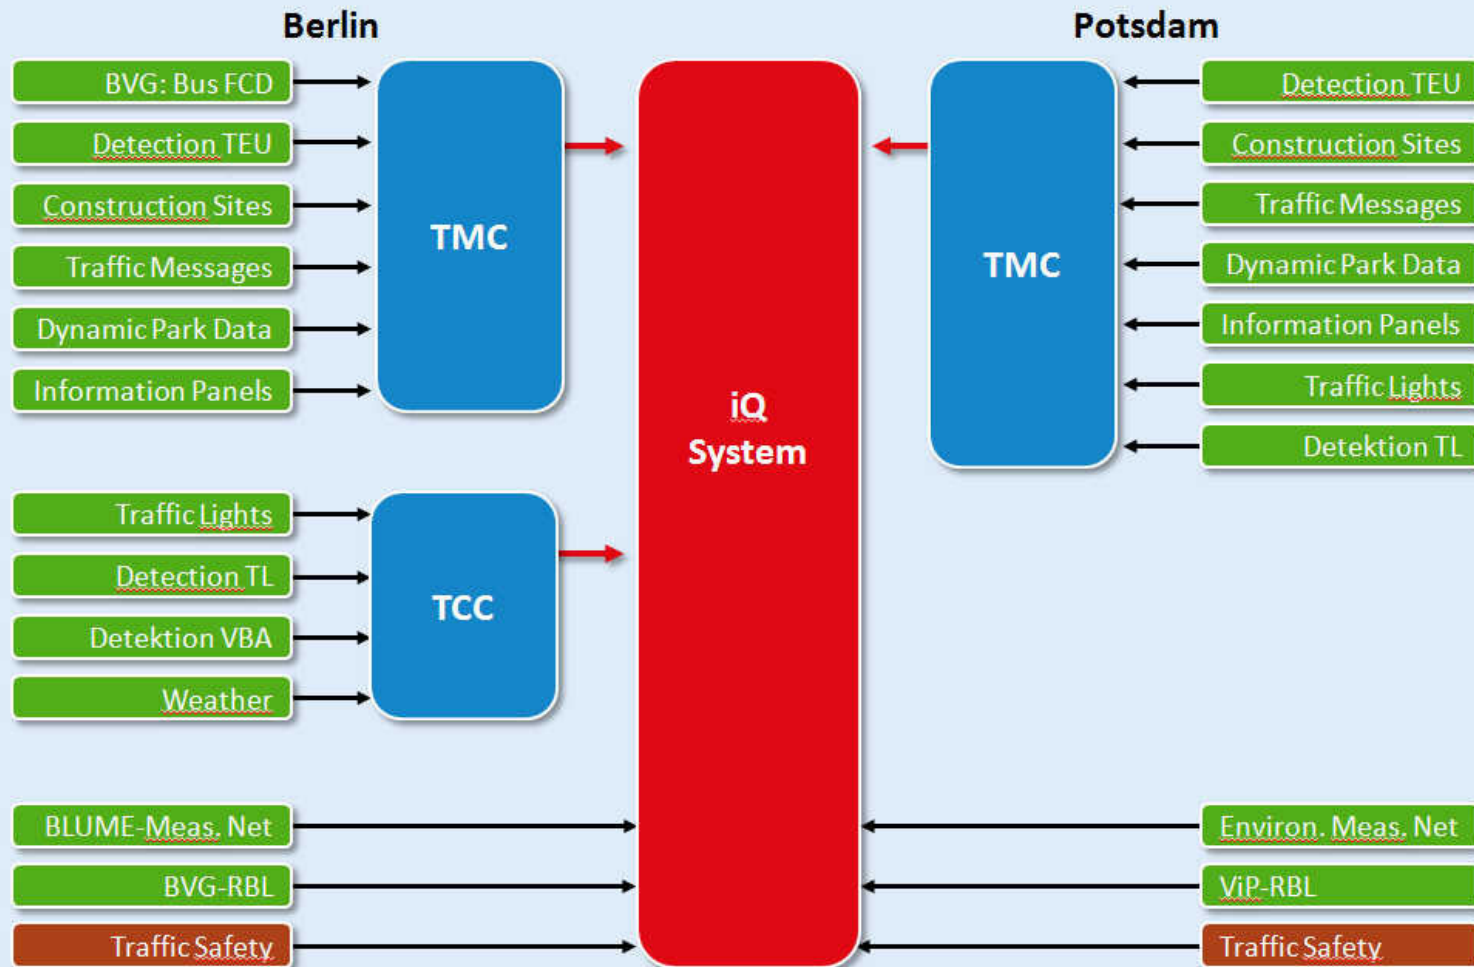 Berlin
Potsdam
BVG: Bus FCD
Detection TEU
Construction Sites
Traffic Messages
Dynamic Park Data
Information Panels
TMC
Traffic Lights
Detection TL
Detektion VBA
Weather
TCC
BLUME-Meas. Net
BVG-RBL
Traffic Safety
iQ
System
TMC
Detection TEU
Construction Sites
Traffic Messages
Dynamic Park Data
Information Panels
Traffic Lights
Detektion TL
Environ. Meas. Net
ViP-RBL
Traffic Safety